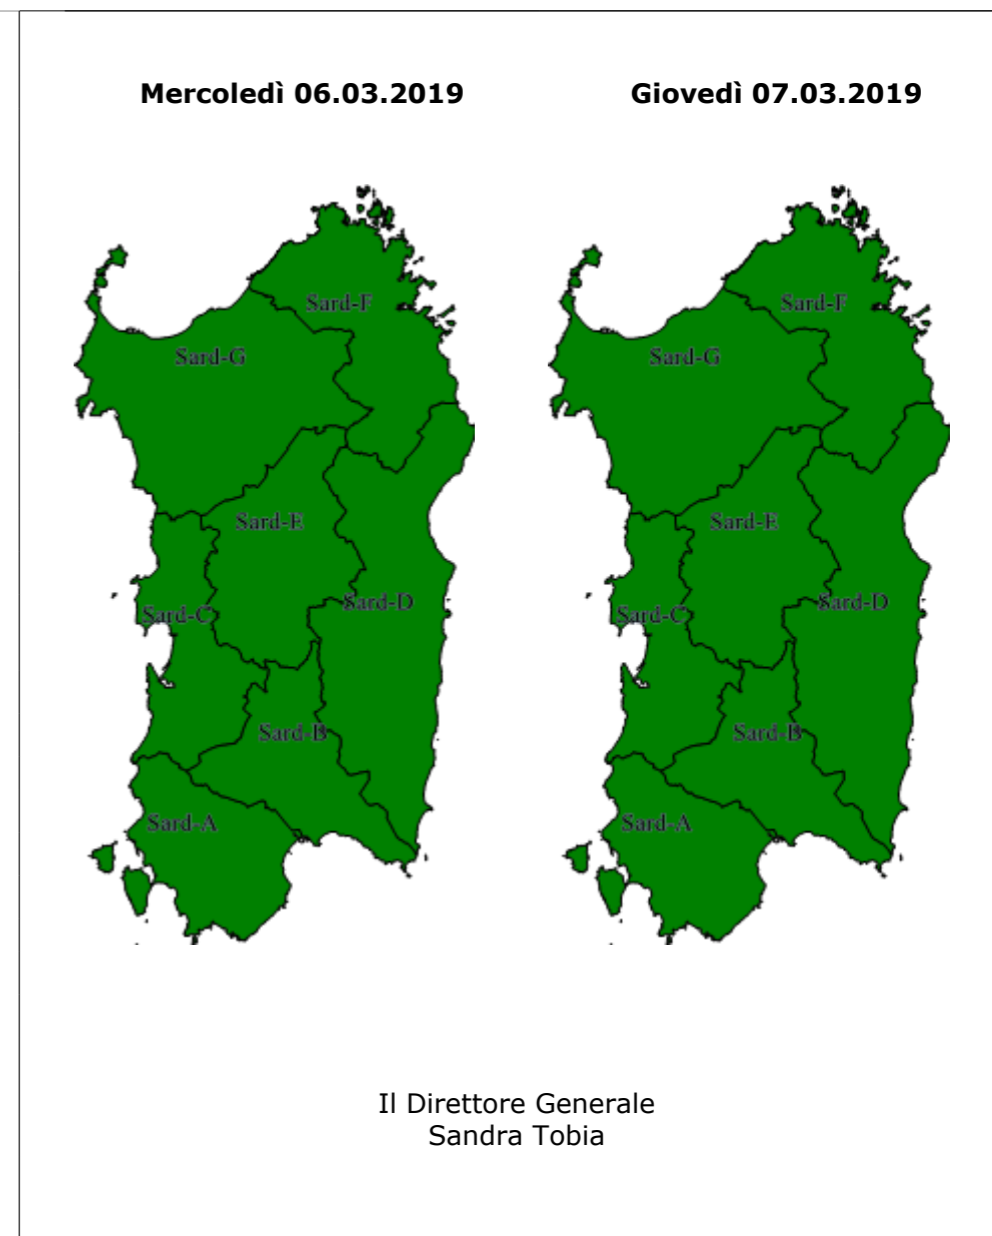 Mercoledì 06.03.2019
Giovedì 07.03.2019
Sard-F
Sard-G
Sard-E
Sard-D
Sard-C
Sard-B
Sard-A
Sard-F
Sard-G
Sard-E
Sard-D
Sard-C
Sard-B
Sard-A
Il Direttore Generale
Sandra Tobia